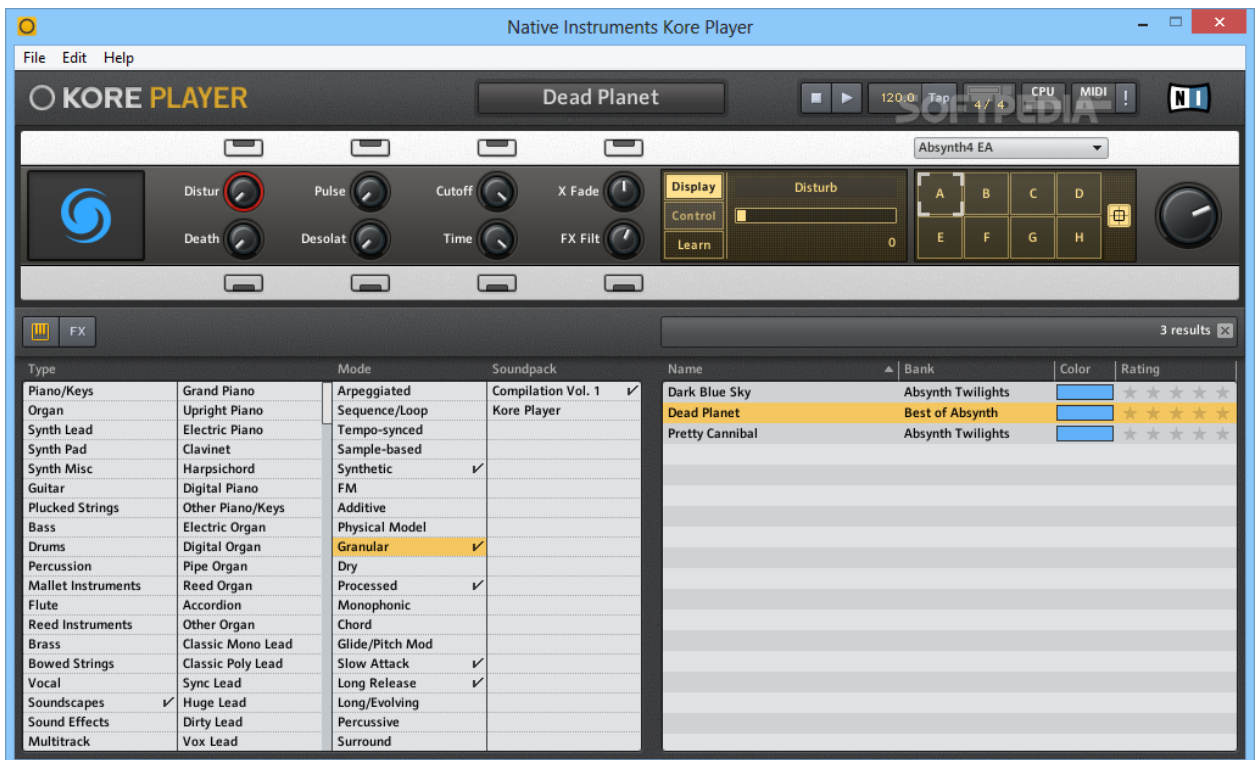 Native Instruments Kore Player
File Edit Help
KORE PLAYER
Dead Planet
120.0 Tap 4 / 4 CPU MIDI !
NI
SOFTPEDIA
Absynth4 EA
Distur Pulse Cutoff X Fade
Display Disturb
A B C D
Control
Death Desolat Time FX Filt
Learn 0
E F G H
FX
3 results
Type Mode Soundpack
Name Bank Color Rating
Piano/Keys Grand Piano Arpeggiated Compilation Vol. 1
Organ Upright Piano Sequence/Loop Kore Player
Synth Lead Electric Piano Tempo-synced
Synth Pad Clavinet Sample-based
Synth Misc Harpsichord Synthetic
Guitar Digital Piano FM
Plucked Strings Other Piano/Keys Additive
Bass Electric Organ Physical Model
Drums Digital Organ Granular
Percussion Pipe Organ Dry
Mallet Instruments Reed Organ Processed
Flute Accordion Monophonic
Reed Instruments Other Organ Chord
Brass Classic Mono Lead Glide/Pitch Mod
Bowed Strings Classic Poly Lead Slow Attack
Vocal Sync Lead Long Release
Soundscapes Huge Lead Long/Evolving
Sound Effects Dirty Lead Percussive
Multitrack Vox Lead Surround
Dark Blue Sky Absynth Twilights
Dead Planet Best of Absynth
Pretty Cannibal Absynth Twilights